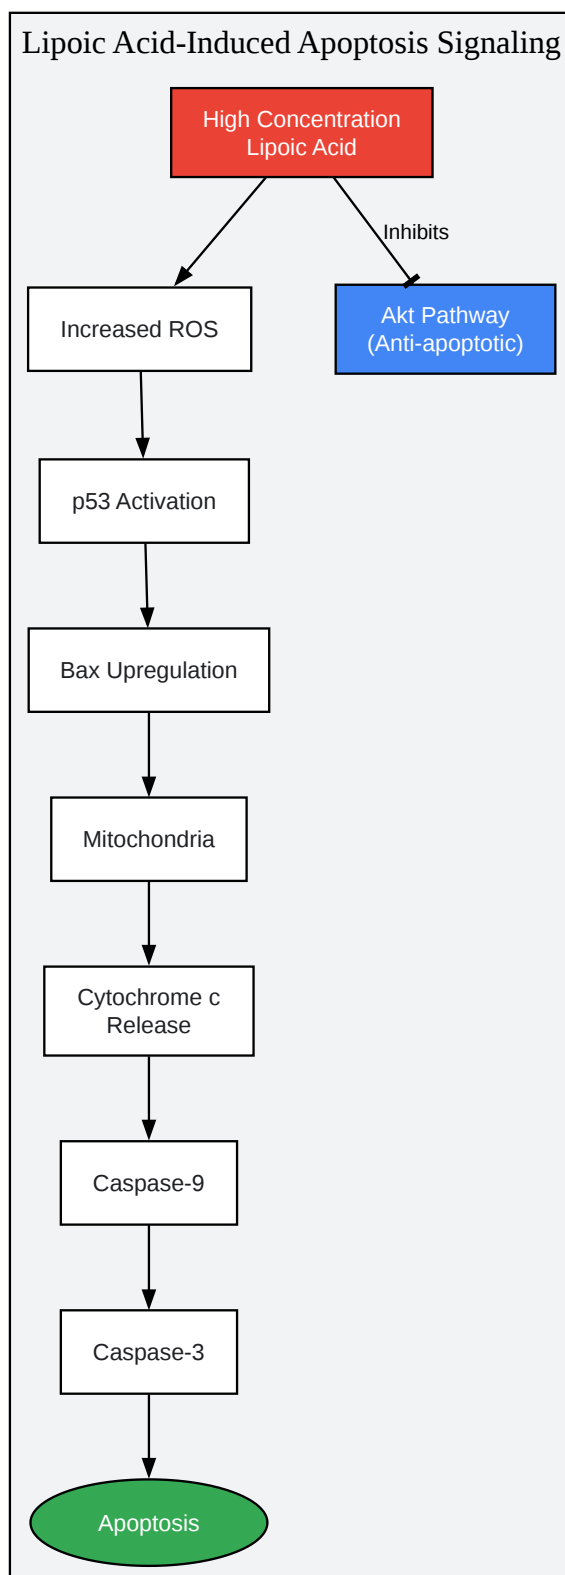 Lipoic Acid-Induced Apoptosis Signaling
High Concentration
Lipoic Acid
Inhibits
Increased ROS
Akt Pathway
(Anti-apoptotic)
p53 Activation
Bax Upregulation
Mitochondria
Cytochrome c
Release
Caspase-9
Caspase-3
Apoptosis